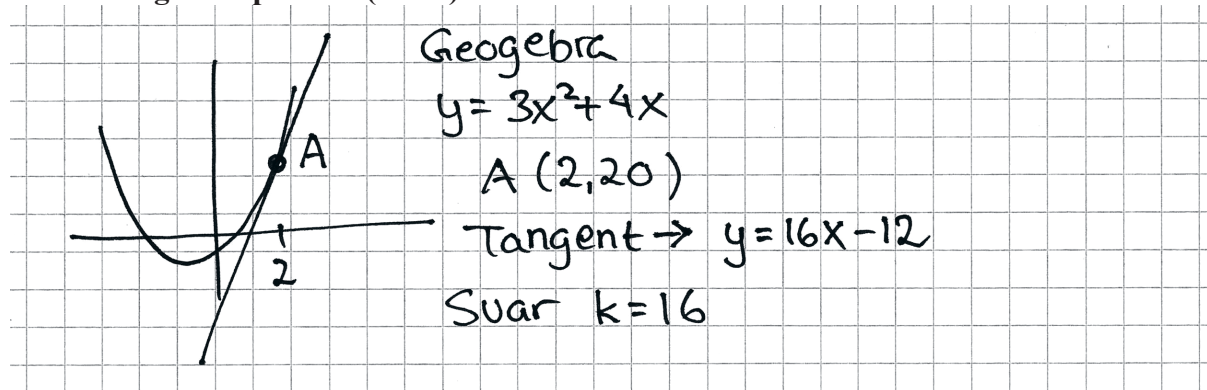 Geogebra
y = 3x²+4x
A
A (2,20)
Tangent → y = 16x-12
2
Svar k = 16